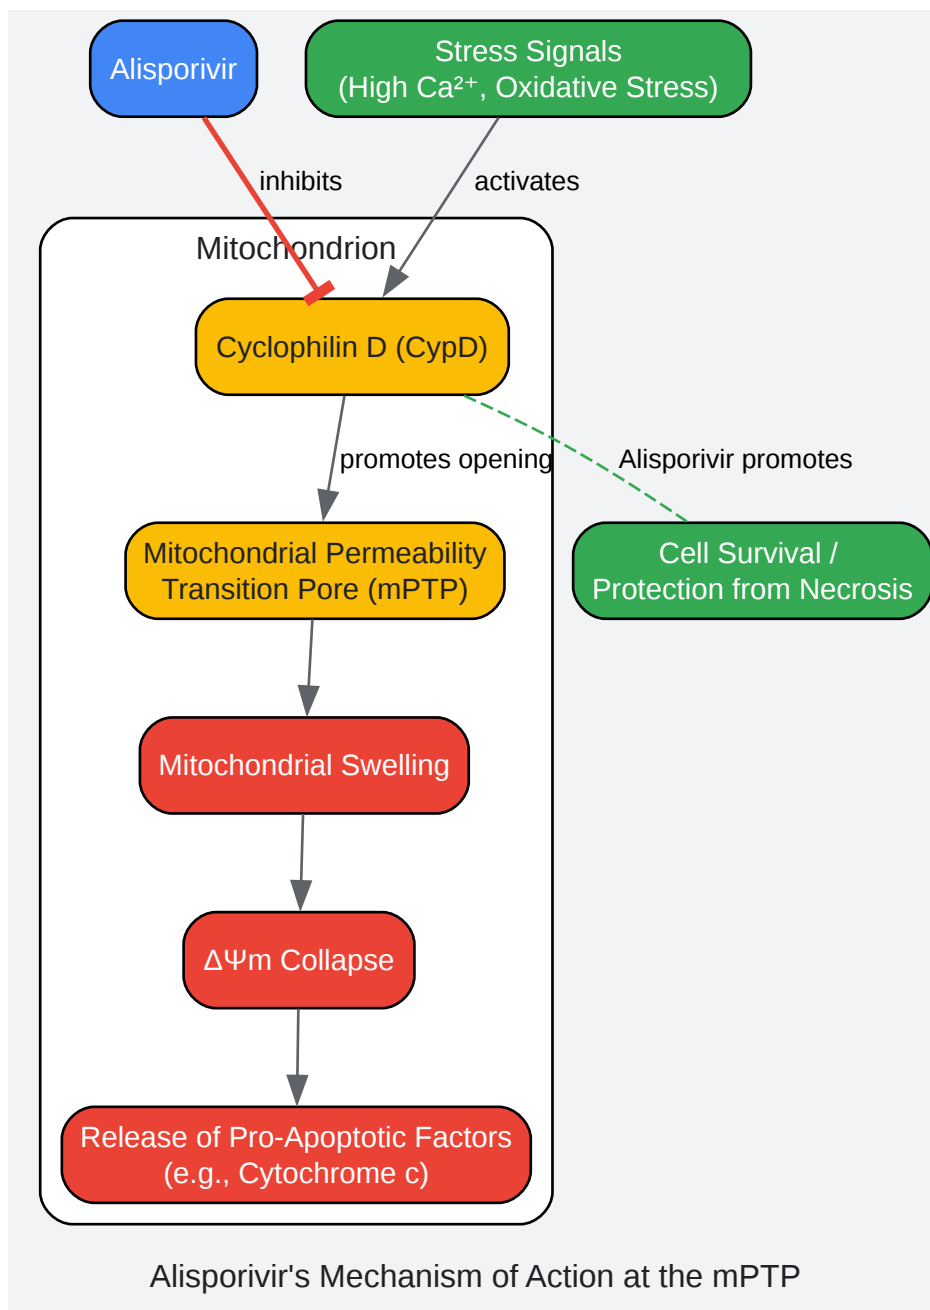 Alisporivir
Stress Signals
(High Ca²⁺, Oxidative Stress)
inhibits
activates
Mitochondrion
Cyclophilin D (CypD)
promotes opening
Alisporivir promotes
Mitochondrial Permeability
Transition Pore (mPTP)
Cell Survival /
Protection from Necrosis
Mitochondrial Swelling
ΔΨm Collapse
Release of Pro-Apoptotic Factors
(e.g., Cytochrome c)
Alisporivir's Mechanism of Action at the mPTP